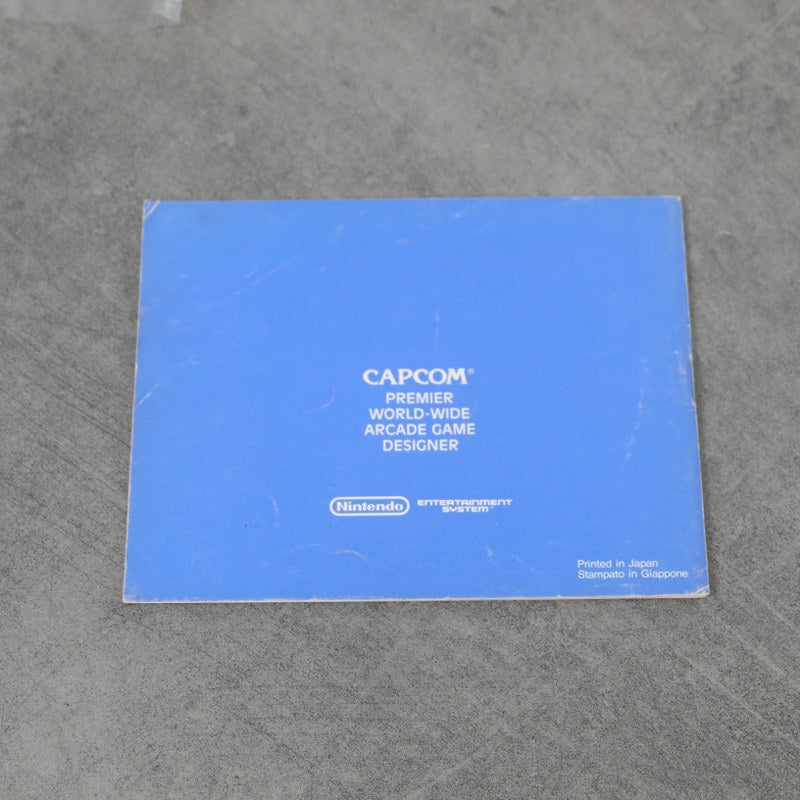 CAPCOM®
PREMIER
WORLD-WIDE
ARCADE GAME
DESIGNER
Nintendo ENTERTAINMENT
SYSTEM™
Printed in Japan
Stampato in Giappone